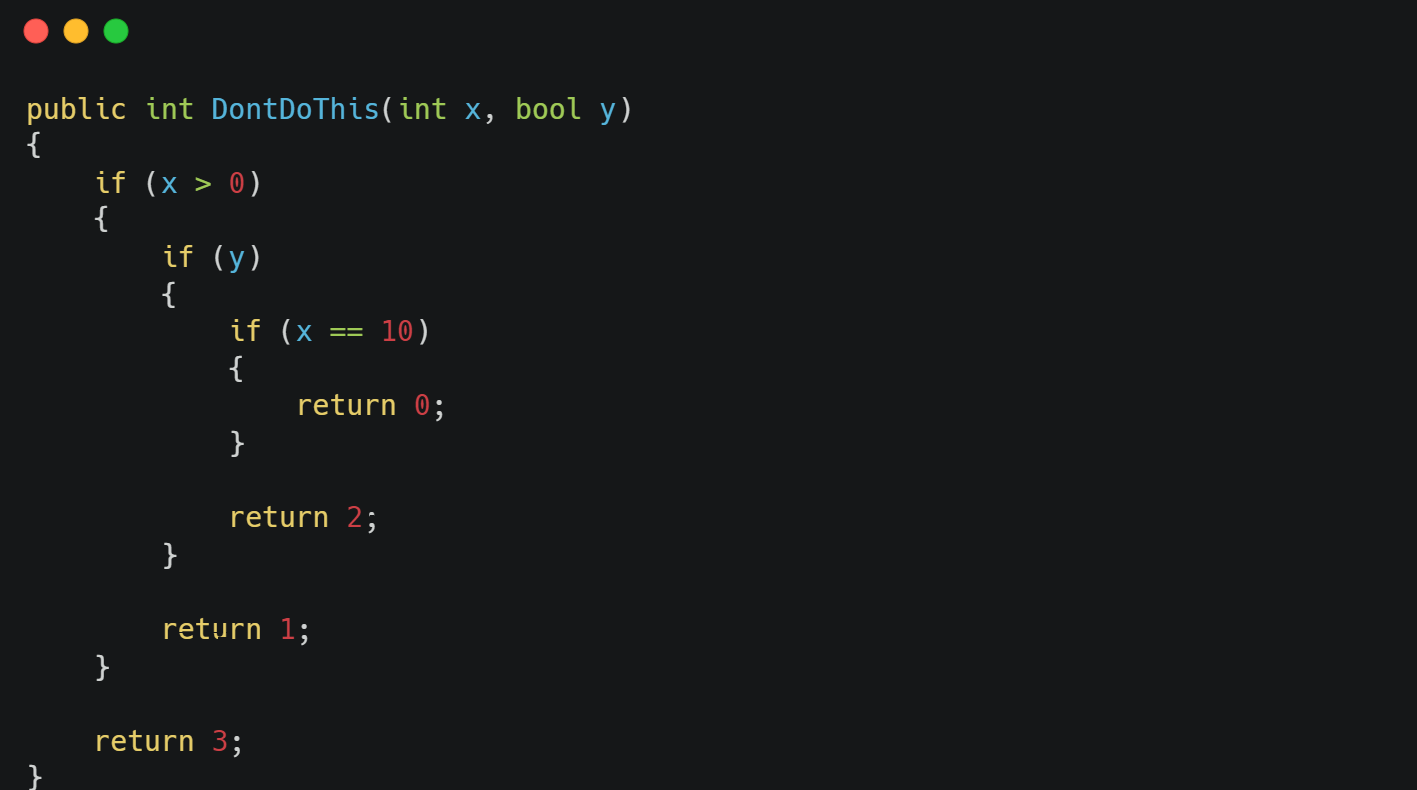 public int DontDoThis(int x, bool y)
{
    if (x > 0)
    {
        if (y)
        {
            if (x == 10)
            {
                return 0;
            }

            return 2;
        }

        return 1;
    }

    return 3;
}